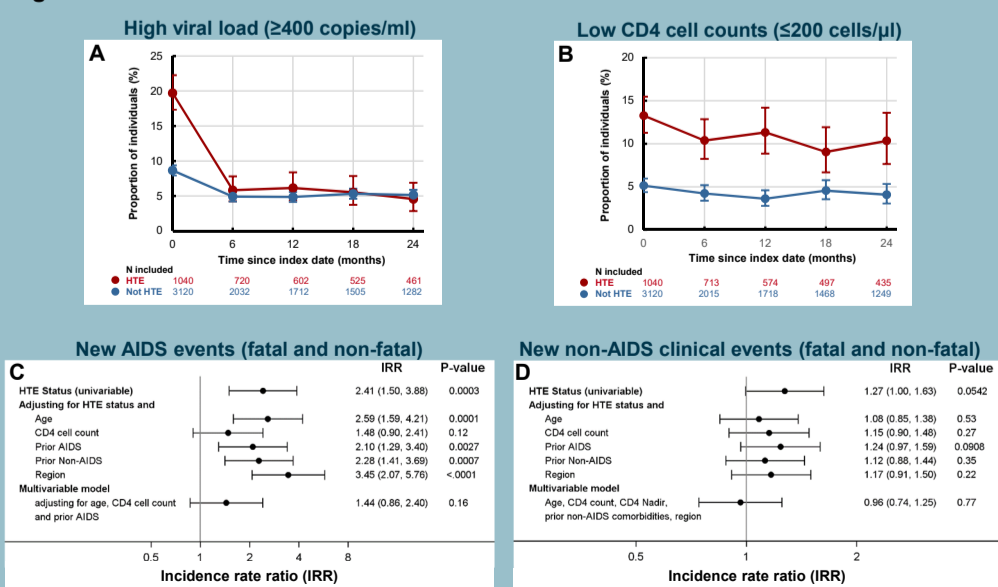 High viral load (≥400 copies/ml)
A
Proportion of individuals (%)
25
20
15
10
5
0
0 6 12 18 24
Time since index date (months)
N included
HTE 1040 720 602 525 461
Not HTE 3120 2032 1712 1505 1282
Low CD4 cell counts (≤200 cells/µl)
B
Proportion of individuals (%)
20
15
10
5
0
0 6 12 18 24
Time since index date (months)
N included
HTE 1040 713 574 497 435
Not HTE 3120 2015 1718 1468 1249
New AIDS events (fatal and non-fatal)
C
IRR P-value
HTE Status (univariable) 2.41 (1.50, 3.88) 0.0003
Adjusting for HTE status and
Age 2.59 (1.59, 4.21) 0.0001
CD4 cell count 1.48 (0.90, 2.41) 0.12
Prior AIDS 2.10 (1.29, 3.40) 0.0027
Prior Non-AIDS 2.28 (1.41, 3.69) 0.0007
Region 3.45 (2.07, 5.76) <.0001
Multivariable model
adjusting for age, CD4 cell count 1.44 (0.86, 2.40) 0.16
and prior AIDS
0.5 1 2 4 8
Incidence rate ratio (IRR)
New non-AIDS clinical events (fatal and non-fatal)
D
IRR P-value
HTE Status (univariable) 1.27 (1.00, 1.63) 0.0542
Adjusting for HTE status and
Age 1.08 (0.85, 1.38) 0.53
CD4 cell count 1.15 (0.90, 1.48) 0.27
Prior AIDS 1.24 (0.97, 1.59) 0.0908
Prior Non-AIDS 1.12 (0.88, 1.44) 0.35
Region 1.17 (0.91, 1.50) 0.22
Multivariable model
Age, CD4 count, CD4 Nadir, 0.96 (0.74, 1.25) 0.77
prior non-AIDS comorbidities, region
0.5 1 2
Incidence rate ratio (IRR)